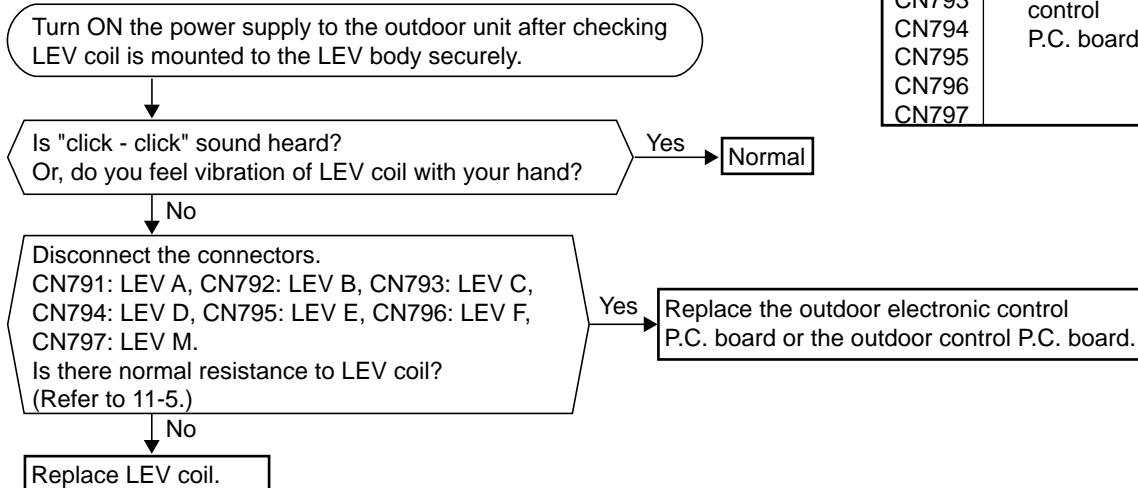 Turn ON the power supply to the outdoor unit after checking
LEV coil is mounted to the LEV body securely.
Is "click - click" sound heard?
Or, do you feel vibration of LEV coil with your hand?
Yes
Normal
No
Disconnect the connectors.
CN791: LEV A, CN792: LEV B, CN793: LEV C,
CN794: LEV D, CN795: LEV E, CN796: LEV F,
CN797: LEV M.
Is there normal resistance to LEV coil?
(Refer to 11-5.)
Yes
Replace the outdoor electronic control
P.C. board or the outdoor control P.C. board.
No
Replace LEV coil.
CN793
CN794
CN795
CN796
CN797
control
P.C. board